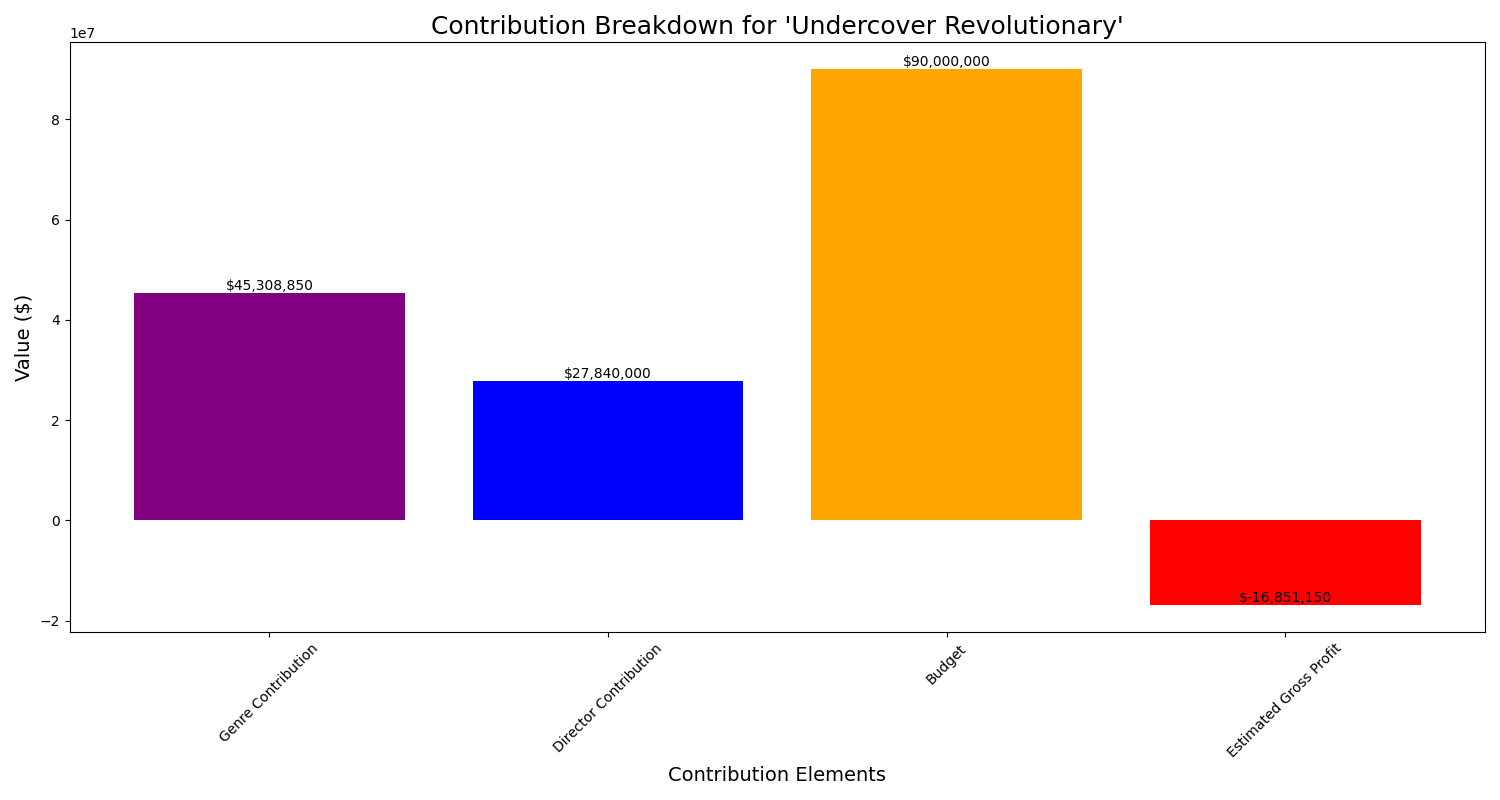 Contribution Breakdown for 'Undercover Revolutionary'
1e7
Value ($)
8
6
4
2
0
−2
$45,308,850
$27,840,000
$90,000,000
$-16,851,150
Genre Contribution
Director Contribution
Budget
Estimated Gross Profit
Contribution Elements